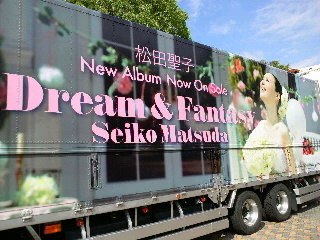 松田聖子
New Album Now On Sale
Dream & Fantasy
Seiko Matsuda